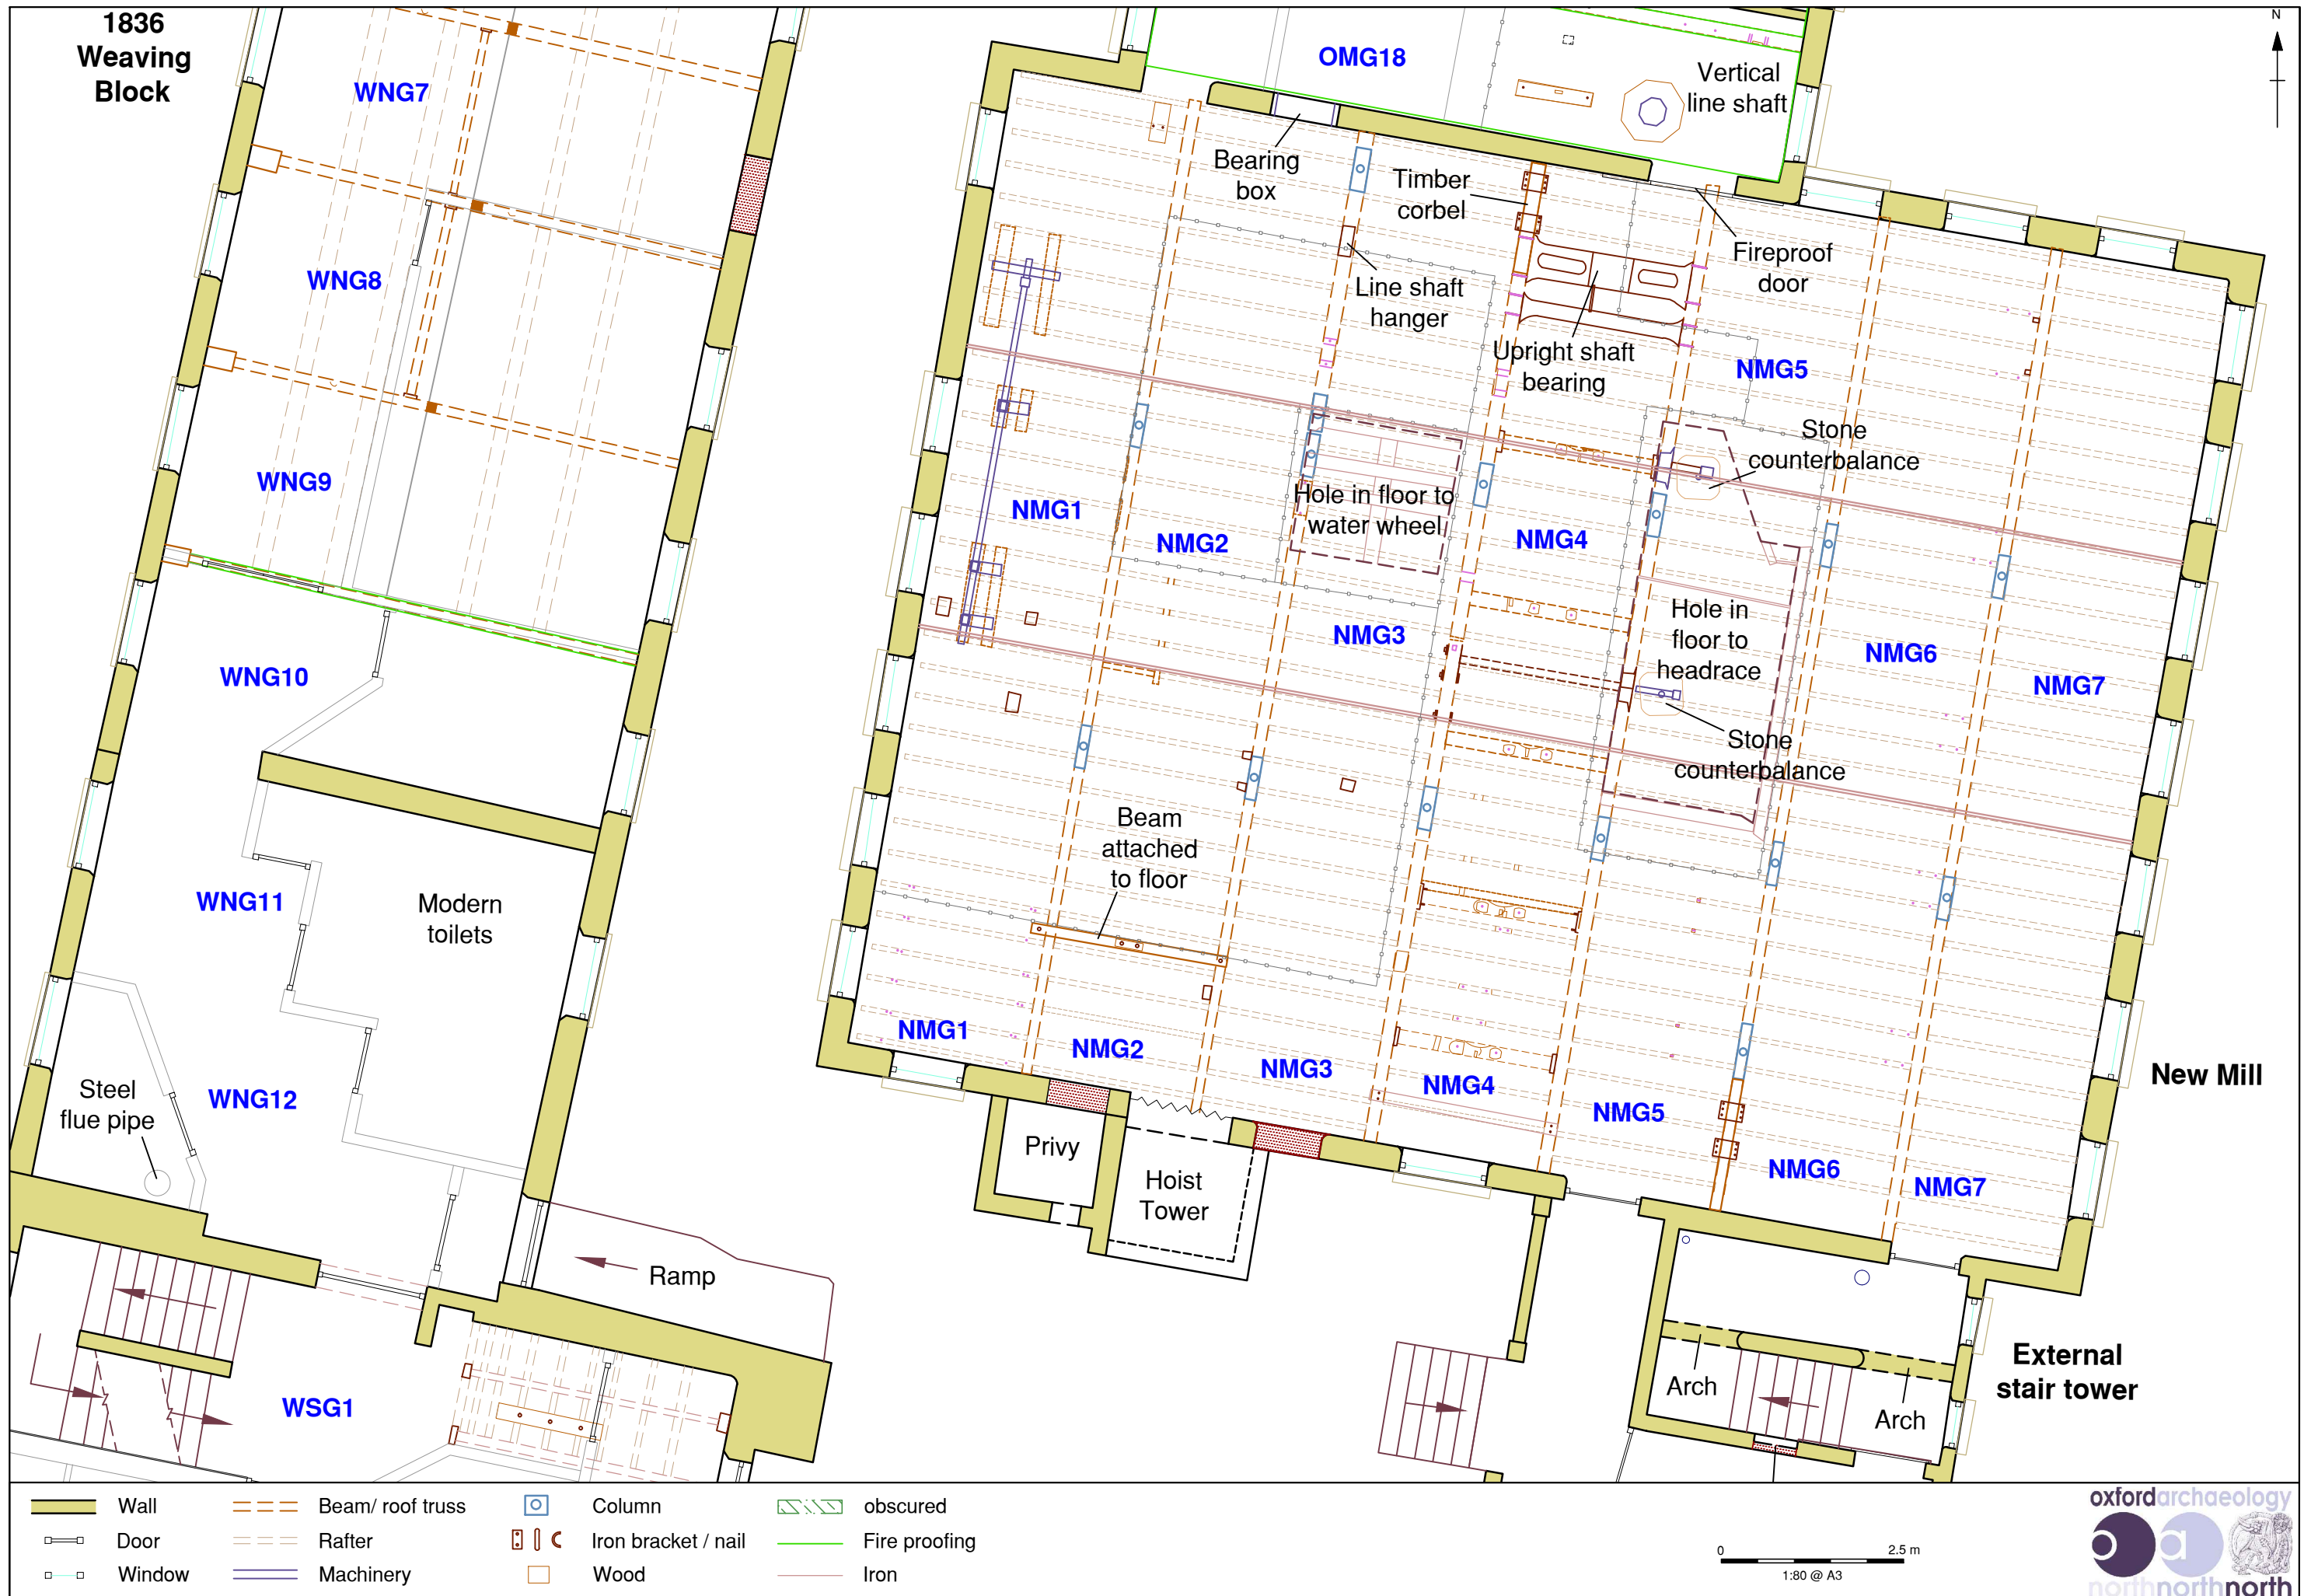 1836
Weaving
Block
WNG7
WNG8
WNG9
WNG10
WNG11
Modern
toilets
WNG12
Steel
flue pipe
Ramp
WSG1
OMG18
Vertical
line shaft
N
Bearing
box
Timber
corbel
Line shaft
hanger
Fireproof
door
Upright shaft
bearing
NMG5
Stone
counterbalance
Hole in floor to
water wheel
NMG1
NMG2
NMG4
NMG3
Hole in
floor to
headrace
NMG6
NMG7
Stone
counterbalance
Beam
attached
to floor
NMG1
NMG2
NMG3
NMG4
NMG5
NMG6
NMG7
New Mill
Privy
Hoist
Tower
Arch
Arch
External
stair tower
Wall
Door
Window
Beam/ roof truss
Rafter
Machinery
Column
Iron bracket / nail
Wood
obscured
Fire proofing
Iron
0 2.5 m
1:80 @ A3
oxfordarchaeology
oa
northnorthnorth